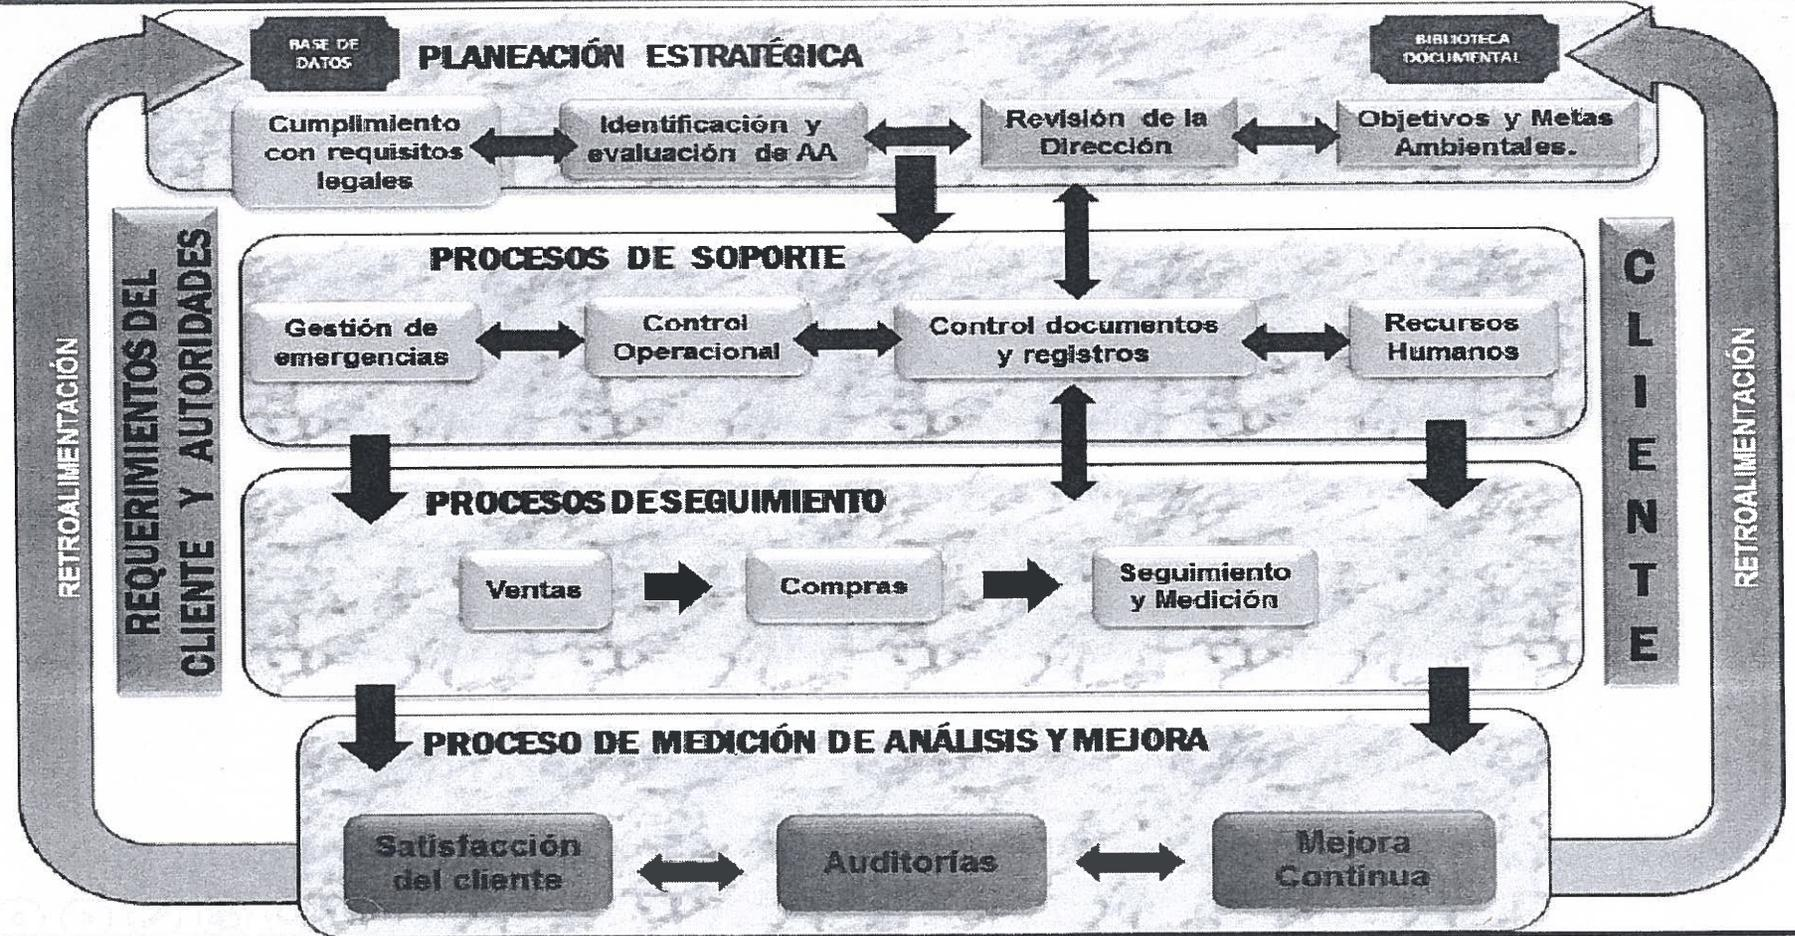 BASE DE
DATOS
PLANEACIÓN ESTRATÉGICA
BIBLIOTECA
DOCUMENTAL
Cumplimiento
con requisitos
legales
Identificación y
evaluación de AA
Revisión de la
Dirección
Objetivos y Metas
Ambientales.
PROCESOS DE SOPORTE
Gestión de
emergencias
Control
Operacional
Control documentos
y registros
Recursos
Humanos
PROCESOS DE SEGUIMIENTO
Ventas
Compras
Seguimiento
y Medición
PROCESO DE MEDICIÓN DE ANÁLISIS Y MEJORA
Satisfacción
del cliente
Auditorías
Mejora
Continua
RETROALIMENTACIÓN
REQUERIMIENTOS DEL
CLIENTE Y AUTORIDADES
CLIENTE
RETROALIMENTACIÓN